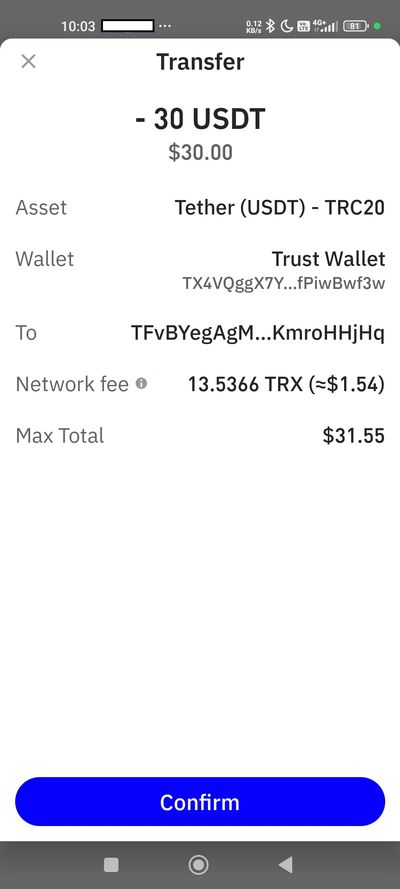 10:03 ...
0.12 KB/s 4G+ 81
Transfer
- 30 USDT
$30.00
Asset Tether (USDT) - TRC20
Wallet Trust Wallet
TX4VQggX7Y...fPiwBwf3w
To TFvBYegAgM...KmroHHjHq
Network fee 13.5366 TRX (≈$1.54)
Max Total $31.55
Confirm